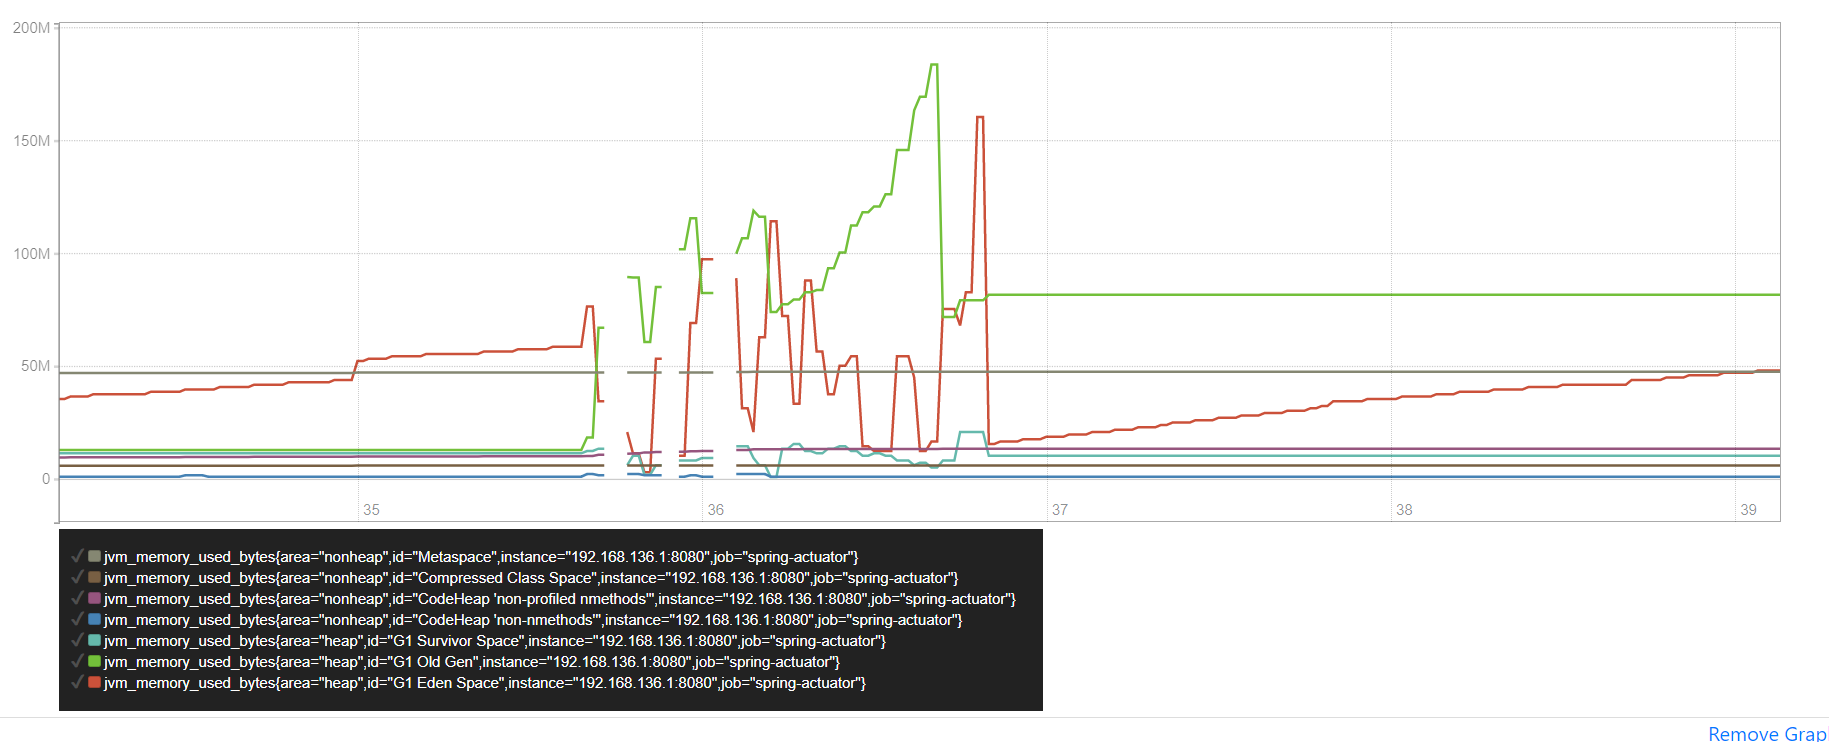 200M
150M
100M
50M
0
35 36 37 38 39
jvm_memory_used_bytes{area="nonheap",id="Metaspace",instance="192.168.136.1:8080",job="spring-actuator"}
jvm_memory_used_bytes{area="nonheap",id="Compressed Class Space",instance="192.168.136.1:8080",job="spring-actuator"}
jvm_memory_used_bytes{area="nonheap",id="CodeHeap 'non-profiled nmethods'",instance="192.168.136.1:8080",job="spring-actuator"}
jvm_memory_used_bytes{area="nonheap",id="CodeHeap 'non-nmethods'",instance="192.168.136.1:8080",job="spring-actuator"}
jvm_memory_used_bytes{area="heap",id="G1 Survivor Space",instance="192.168.136.1:8080",job="spring-actuator"}
jvm_memory_used_bytes{area="heap",id="G1 Old Gen",instance="192.168.136.1:8080",job="spring-actuator"}
jvm_memory_used_bytes{area="heap",id="G1 Eden Space",instance="192.168.136.1:8080",job="spring-actuator"}
Remove Grap